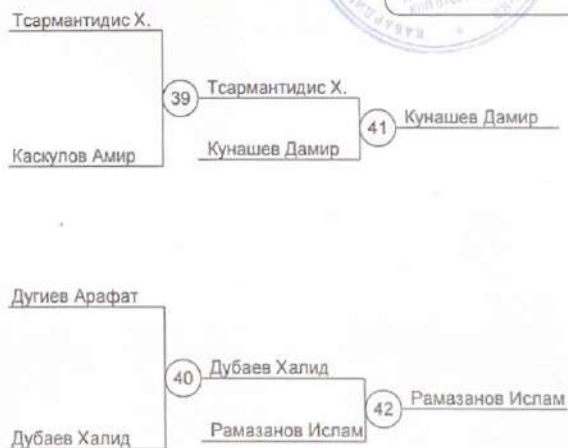 Тсармантидис Х.
39
Тсармантидис Х.
41
Кунашев Дамир
Каскулов Амир
Кунашев Дамир
Дугиев Арафат
40
Дубаев Халид
42
Рамазанов Ислам
Дубаев Халид
Рамазанов Ислам